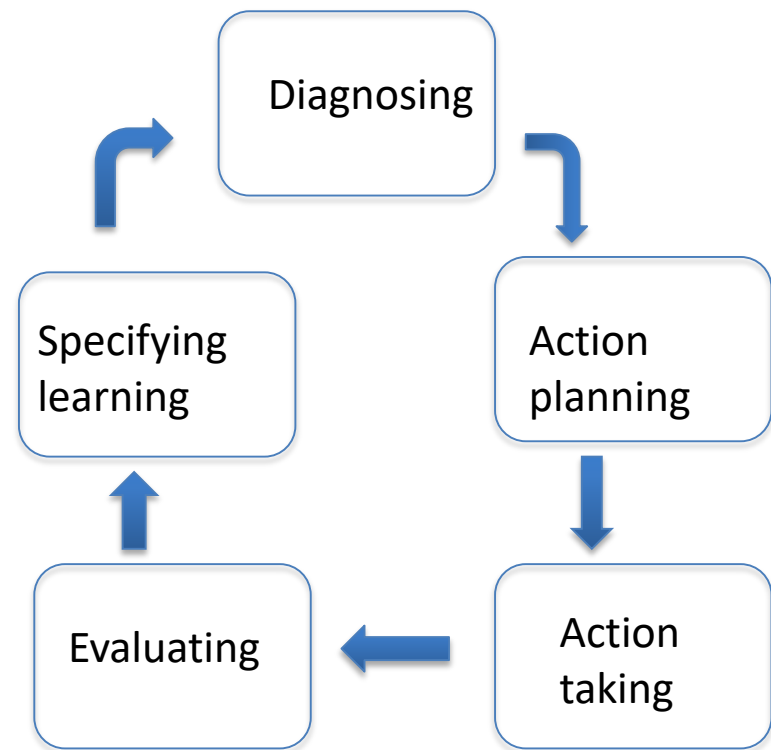 Diagnosing
Action
planning
Action
taking
Evaluating
Specifying
learning